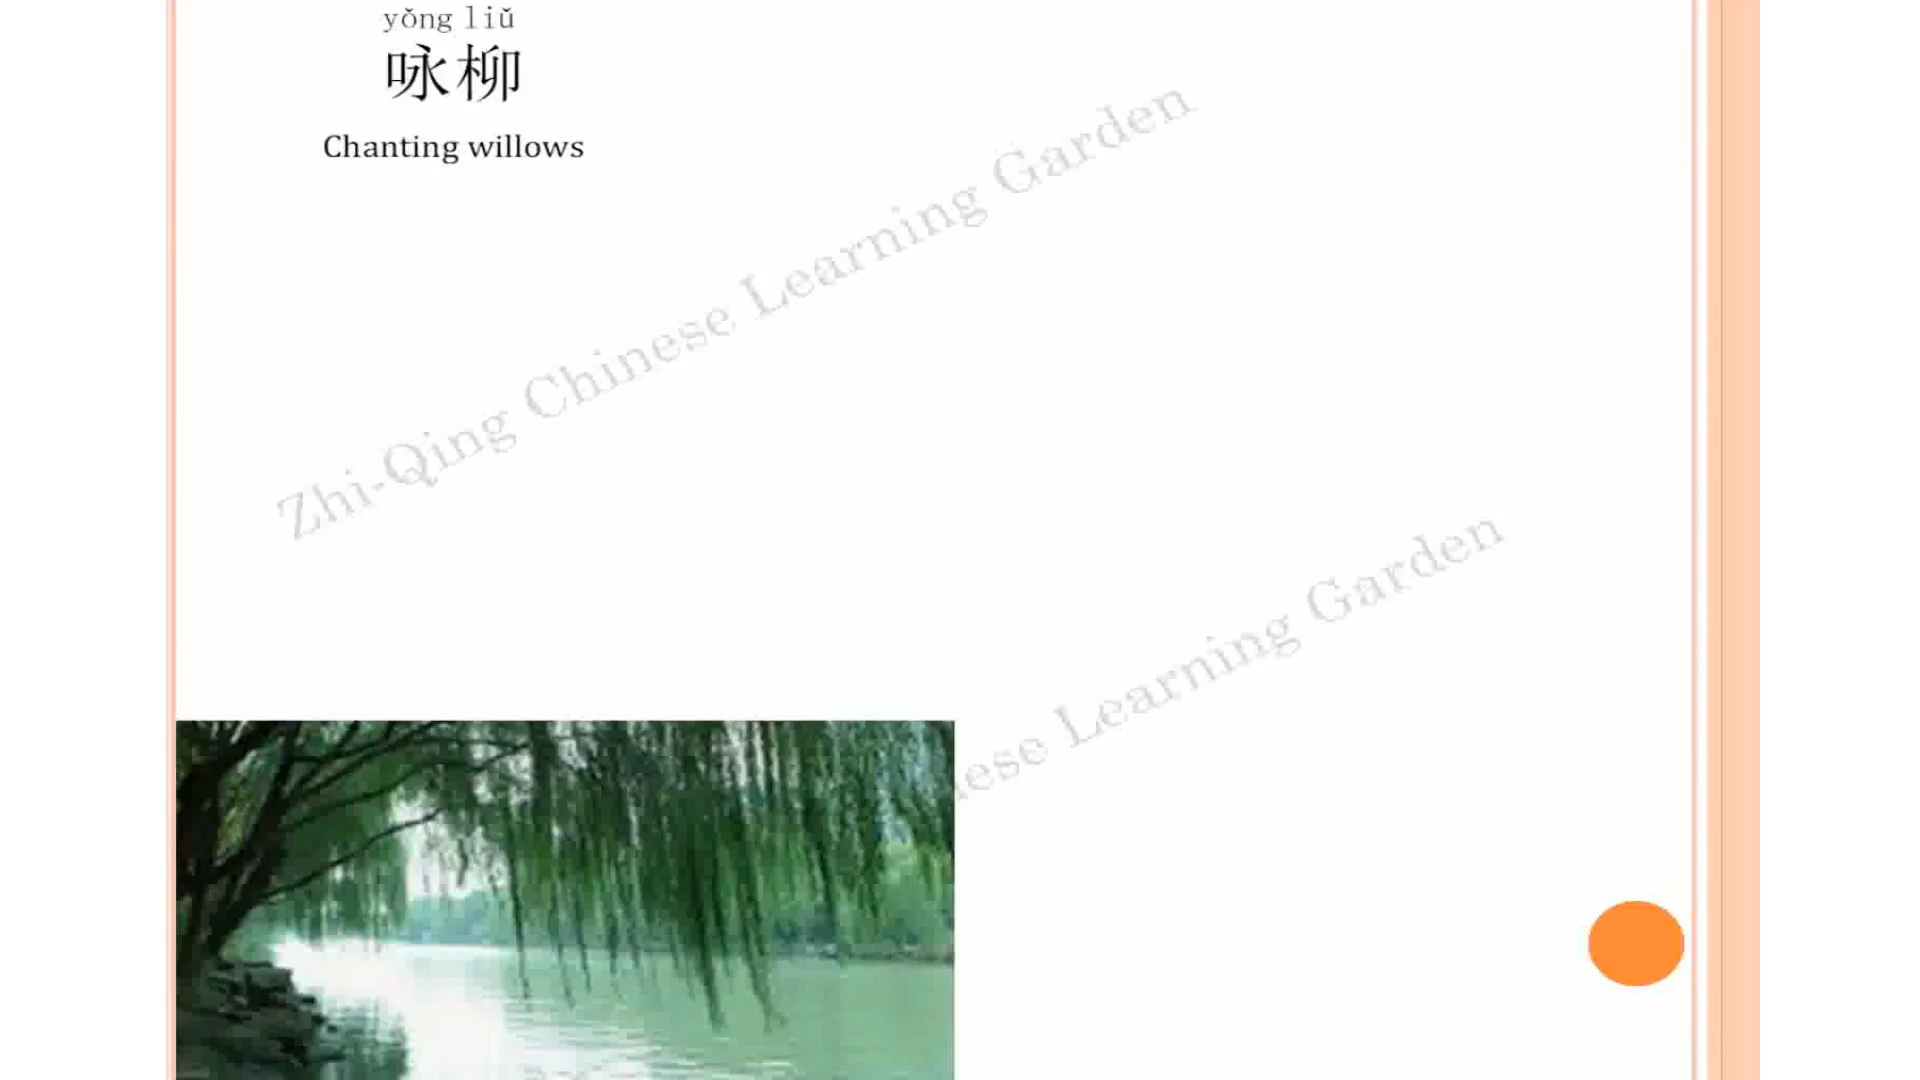 yǒng liǔ
咏柳
Chanting willows
Zhi-Qing Chinese Learning Garden
ese Learning Garden